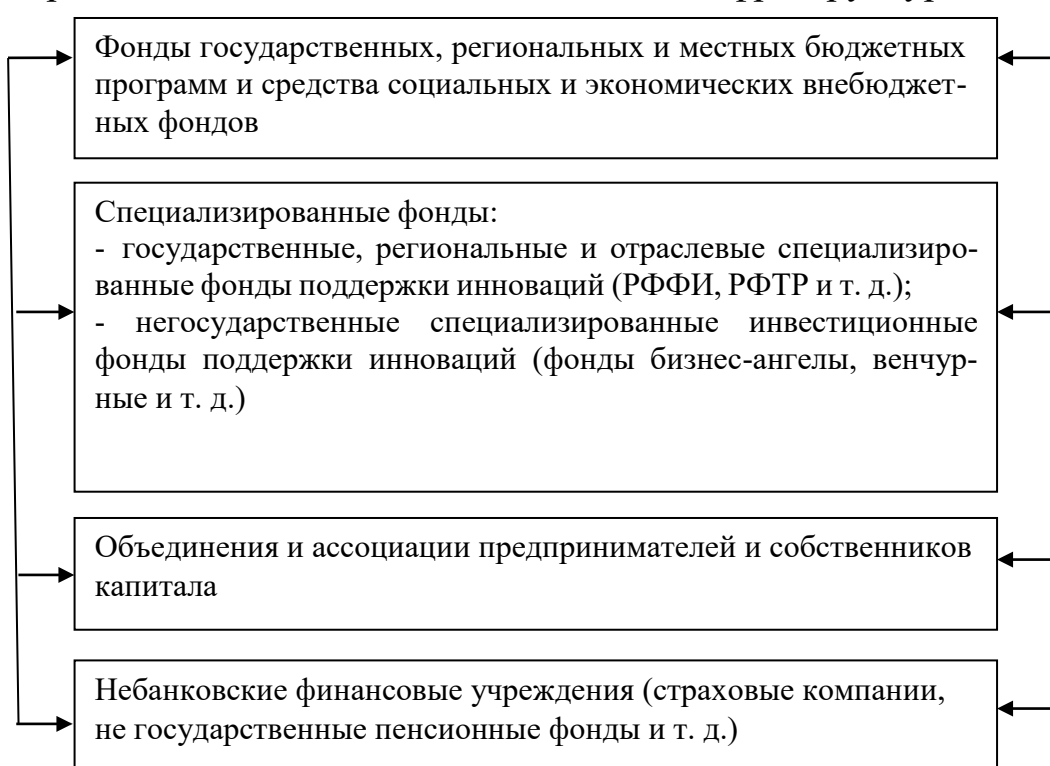 Фонды государственных, региональных и местных бюджетных
программ и средства социальных и экономических внебюджет-
ных фондов
Специализированные фонды:
- государственные, региональные и отраслевые специализиро-
ванные фонды поддержки инноваций (РФФИ, РФТР и т. д.);
- негосударственные специализированные инвестиционные
фонды поддержки инноваций (фонды бизнес-ангелы, венчур-
ные и т. д.)
Объединения и ассоциации предпринимателей и собственников
капитала
Небанковские финансовые учреждения (страховые компании,
не государственные пенсионные фонды и т. д.)